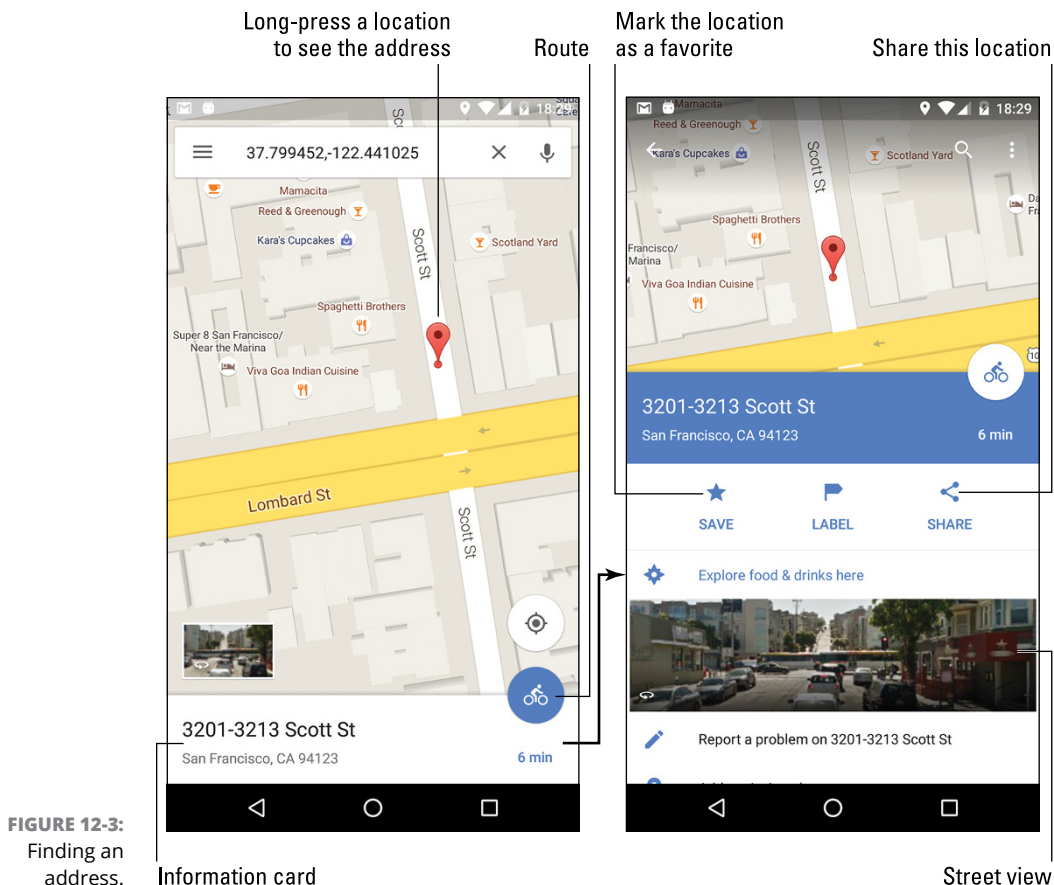 Long-press a location
to see the address
Route
Mark the location
as a favorite
Share this location
18:29
37.799452,-122.441025
Mamacita
Reed & Greenough
Kara's Cupcakes
Scott St
Scotland Yard
Spaghetti Brothers
Super 8 San Francisco/
Near the Marina
Viva Goa Indian Cuisine
Lombard St
Scott St
3201-3213 Scott St
San Francisco, CA 94123
6 min
18:29
Mamacita
Reed & Greenough
Kara's Cupcakes
Scott St
Scotland Yard
Spaghetti Brothers
Francisco/
Marina
Viva Goa Indian Cuisine
3201-3213 Scott St
San Francisco, CA 94123
6 min
SAVE
LABEL
SHARE
Explore food & drinks here
Report a problem on 3201-3213 Scott St
FIGURE 12-3:
Finding an
address.
Information card
Street view